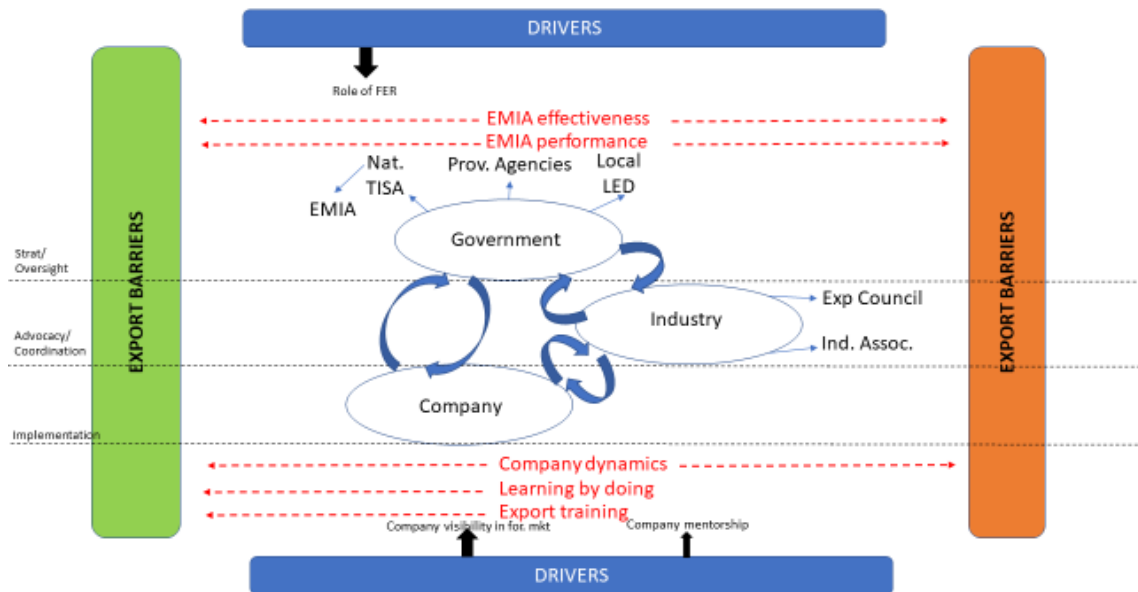 DRIVERS
Role of FER
EMIA effectiveness
EMIA performance
Nat.
TISA
Prov. Agencies
Local
LED
EMIA
Government
Strat/
Oversight
EXPORT BARRIERS
EXPORT BARRIERS
Exp Council
Industry
Advocacy/
Coordination
Ind. Assoc.
Company
Implementation
Company dynamics
Learning by doing
Export training
Company visibility in for. mkt
Company mentorship
DRIVERS